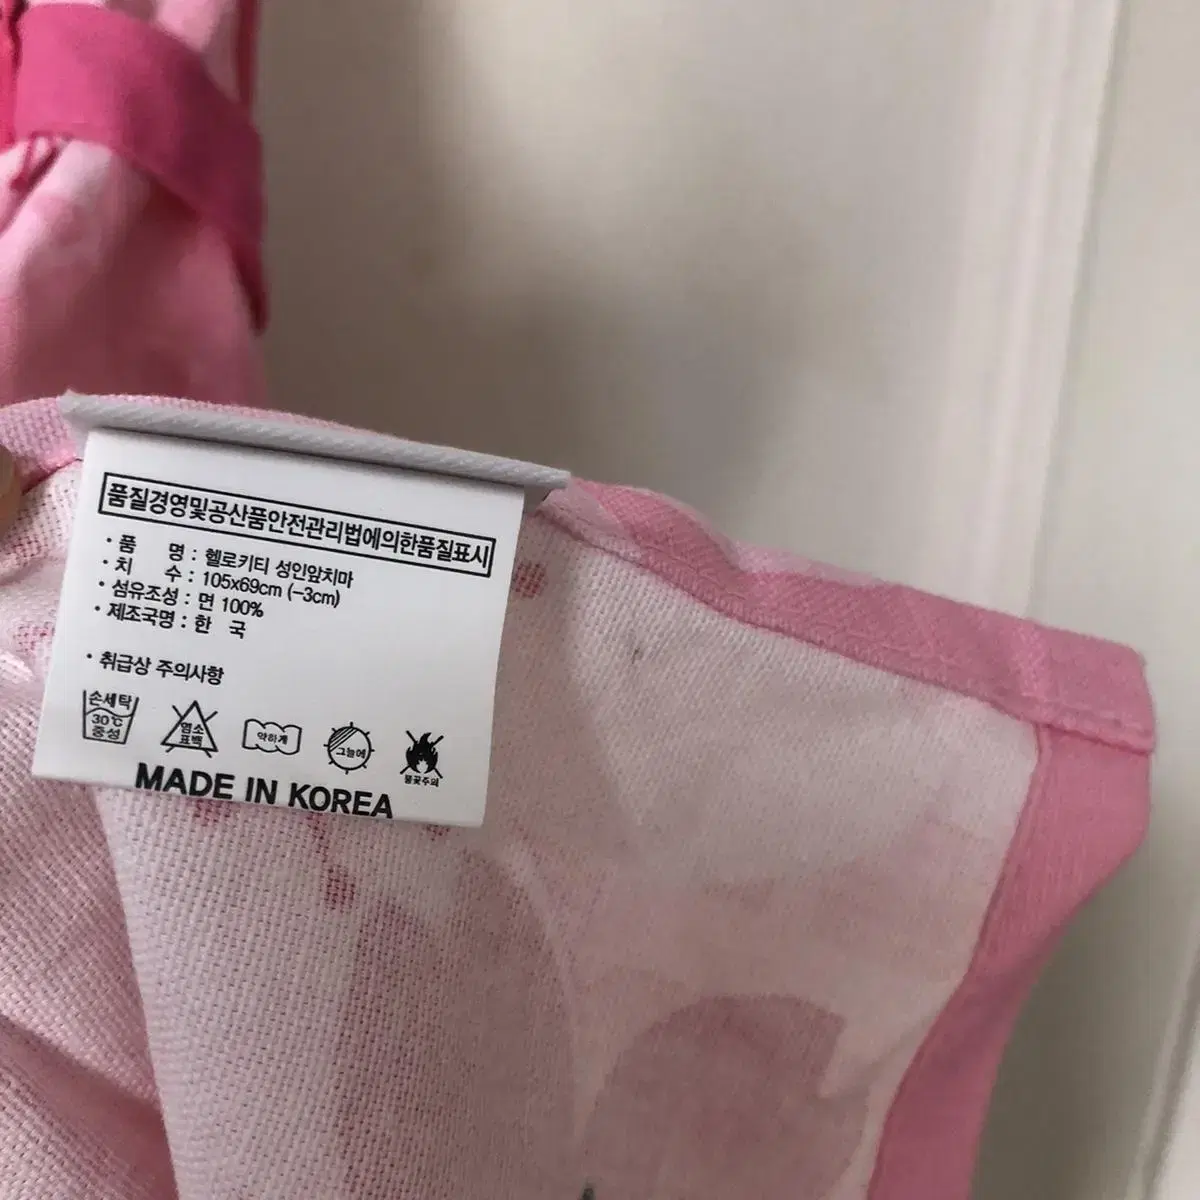 품질경영및공산품안전관리법에의한품질표시
· 품 명 : 헬로키티 성인앞치마
· 치 수 : 105x69cm (-3cm)
· 섬유조성 : 면 100%
· 제조국명 : 한 국
· 취급상 주의사항
손세탁
30℃
중성
염소
표백
약하게
그늘에
불꽃주의
MADE IN KOREA